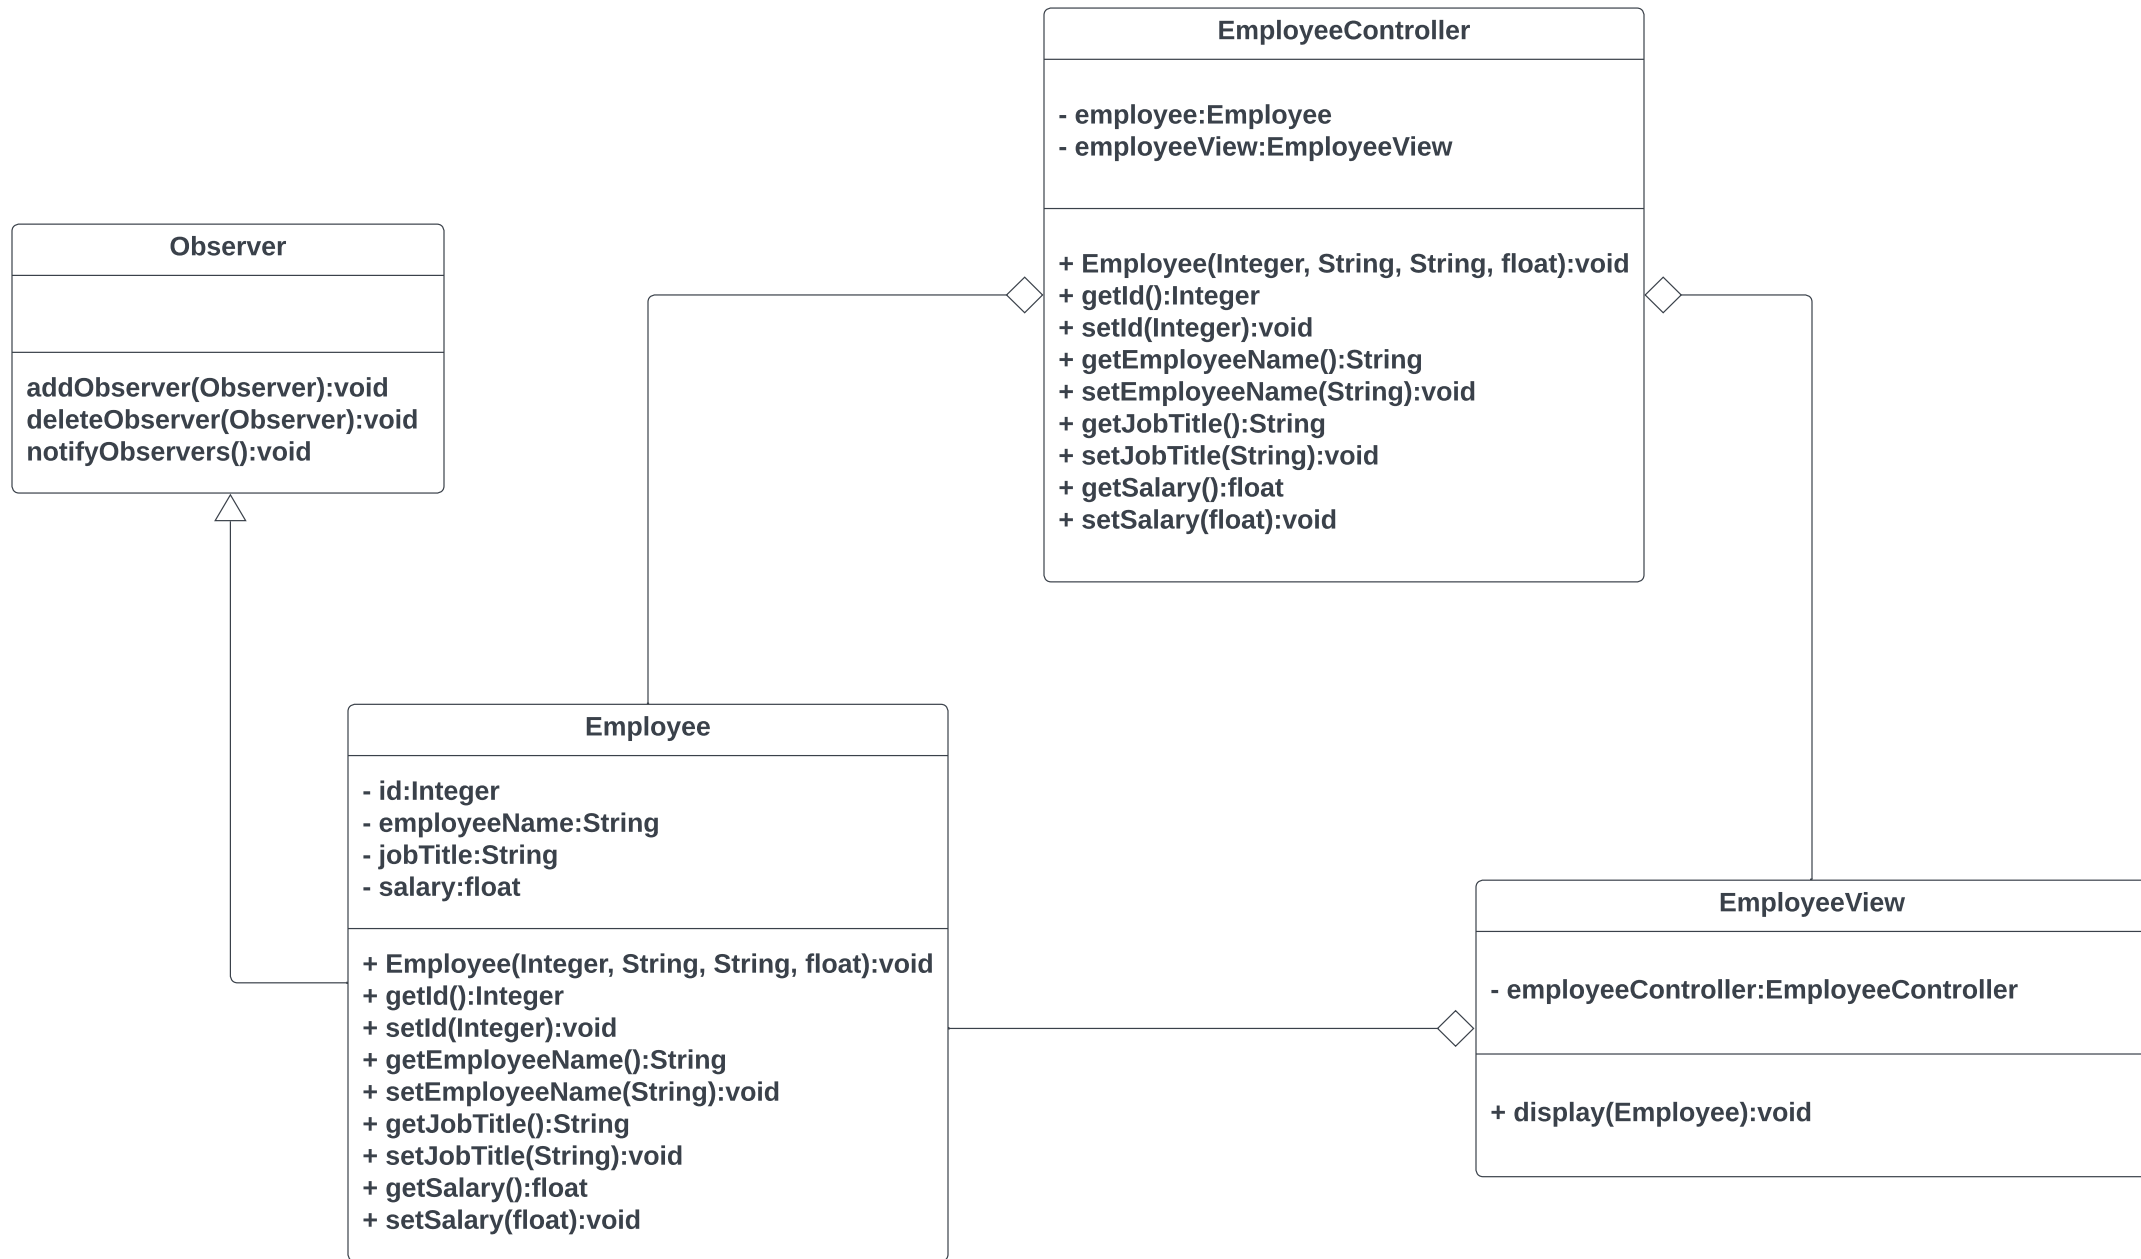 EmployeeController
- employee:Employee
- employeeView:EmployeeView
+ Employee(Integer, String, String, float):void
+ getId():Integer
+ setId(Integer):void
+ getEmployeeName():String
+ setEmployeeName(String):void
+ getJobTitle():String
+ setJobTitle(String):void
+ getSalary():float
+ setSalary(float):void
Observer
addObserver(Observer):void
deleteObserver(Observer):void
notifyObservers():void
Employee
- id:Integer
- employeeName:String
- jobTitle:String
- salary:float
+ Employee(Integer, String, String, float):void
+ getId():Integer
+ setId(Integer):void
+ getEmployeeName():String
+ setEmployeeName(String):void
+ getJobTitle():String
+ setJobTitle(String):void
+ getSalary():float
+ setSalary(float):void
EmployeeView
- employeeController:EmployeeController
+ display(Employee):void